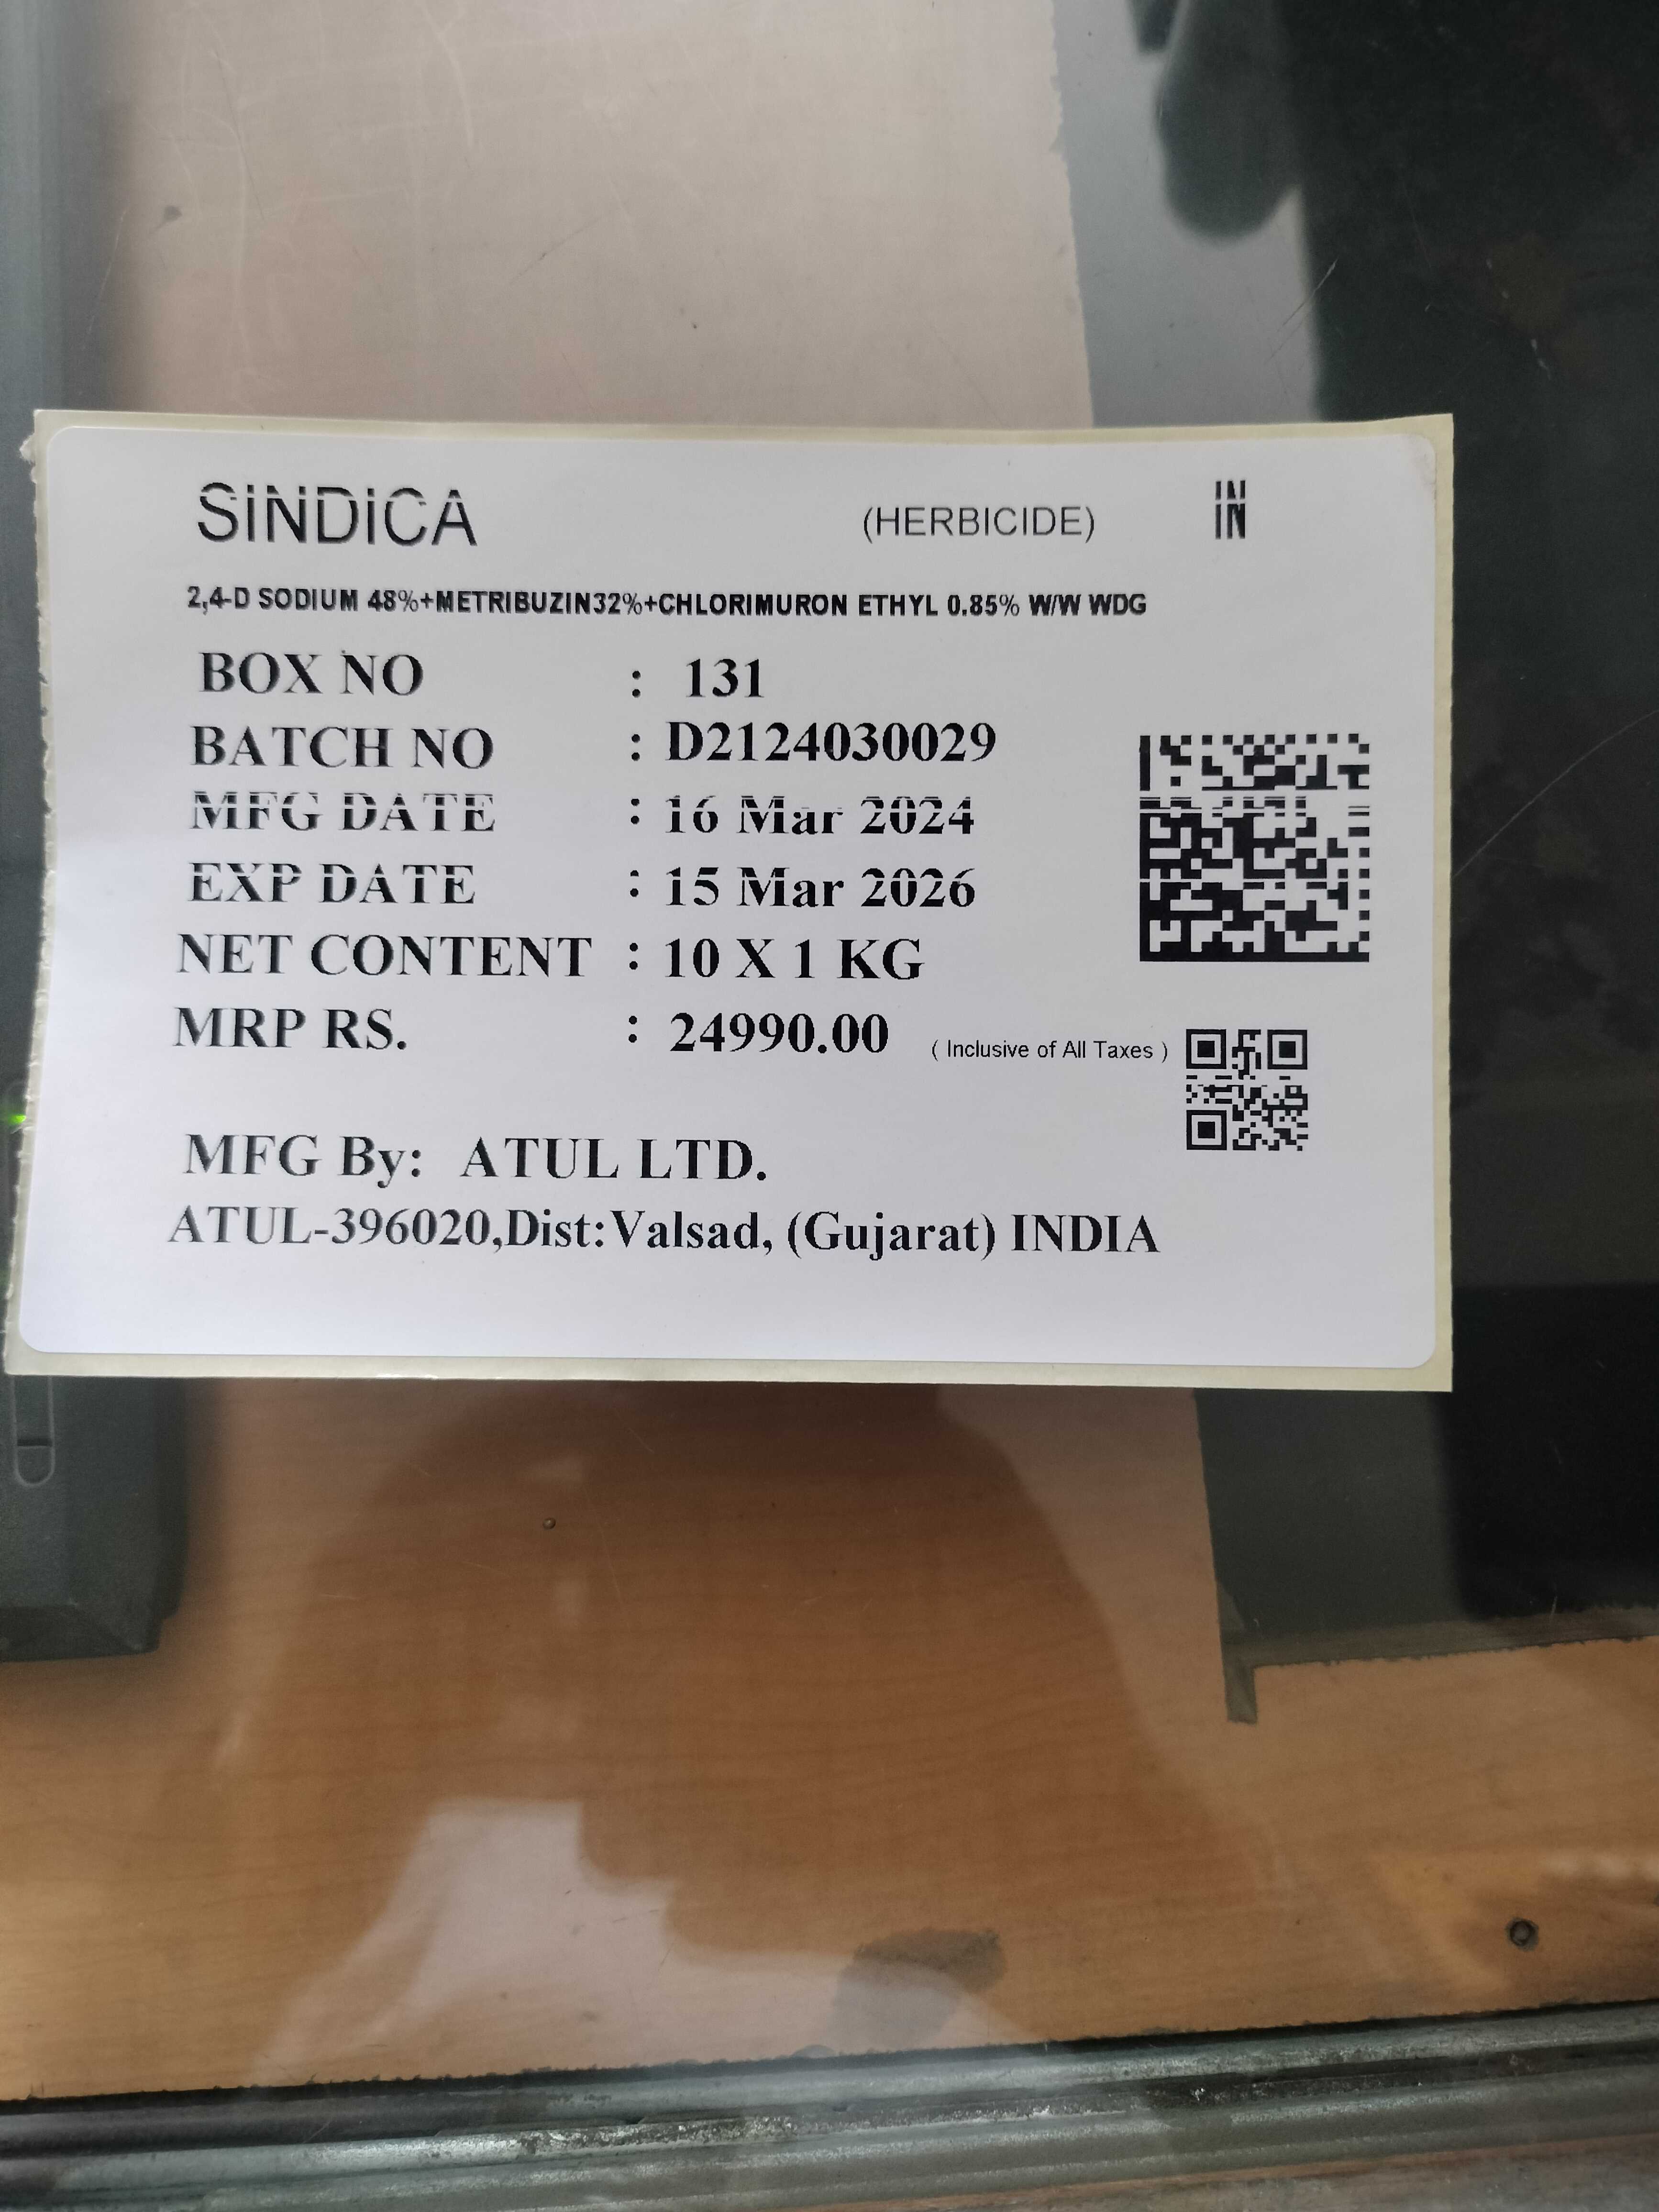 SiNDiCA (HERBICIDE) IN
2,4-D SODIUM 48%+METRIBUZIN32%+CHLORIMURON ETHYL 0.85% W/W WDG
BOX NO : 131
BATCH NO : D2124030029
MFG DATE : 16 Mar 2024
EXP DATE : 15 Mar 2026
NET CONTENT : 10 X 1 KG
MRP RS. : 24990.00 ( Inclusive of All Taxes )
MFG By: ATUL LTD.
ATUL-396020,Dist:Valsad, (Gujarat) INDIA